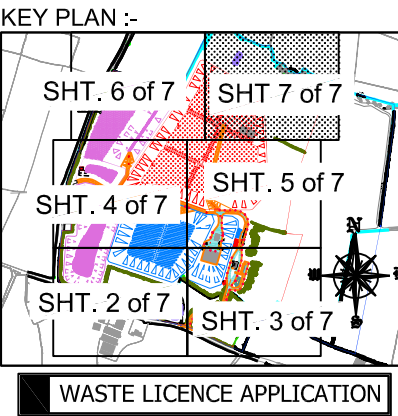 KEY PLAN :-
SHT. 6 of 7
SHT 7 of 7
SHT. 5 of 7
SHT. 4 of 7
N
SHT. 2 of 7
SHT. 3 of 7
S
WASTE LICENCE APPLICATION